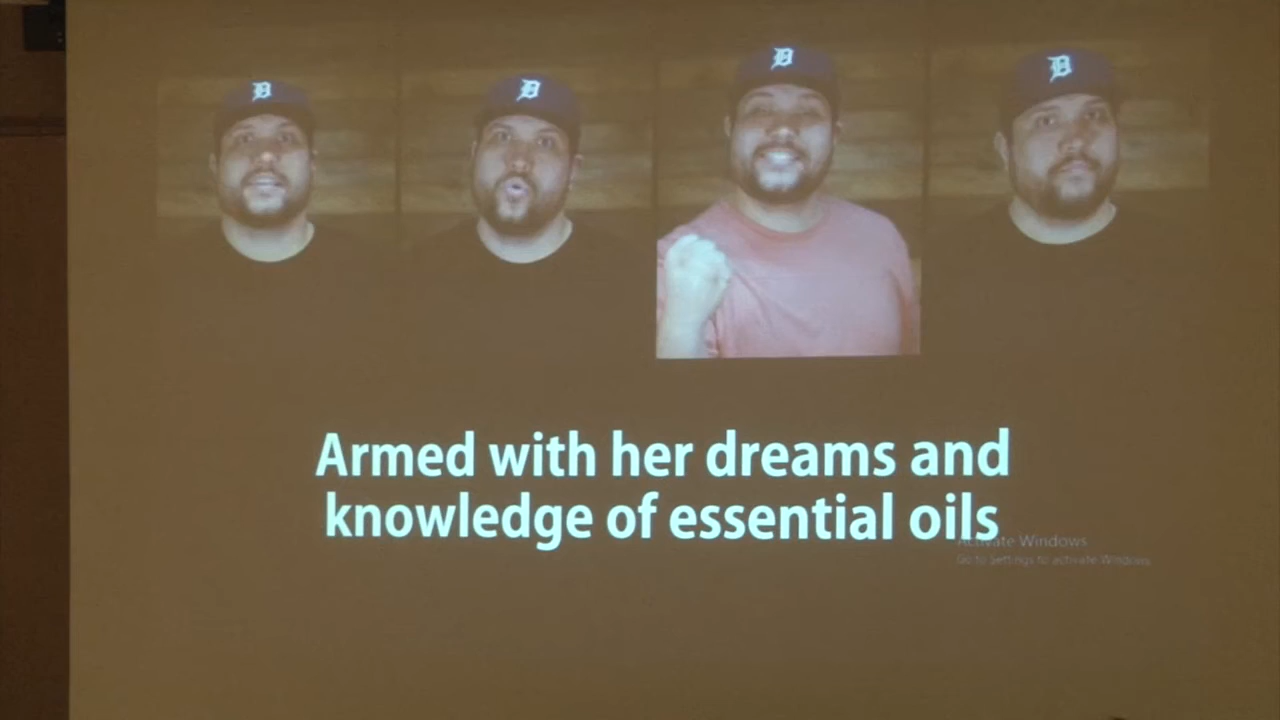 D D D D
Armed with her dreams and
knowledge of essential oils
Activate Windows
Go to Settings to activate Windows